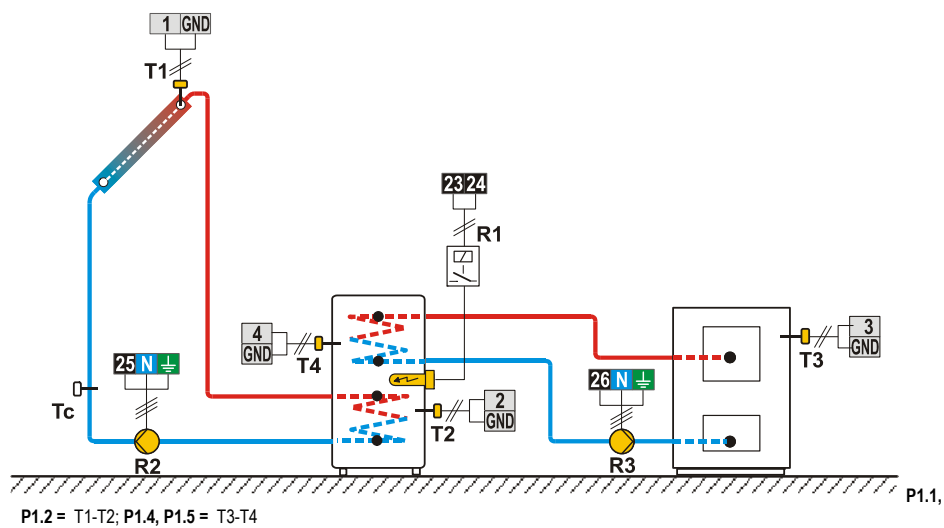 1 GND
T1
23 24
R1
4
GND
T4
3
GND
T3
25 N
26 N
2
GND
T2
Tc
R2
R3
P1.1,
P1.2 = T1-T2; P1.4, P1.5 = T3-T4